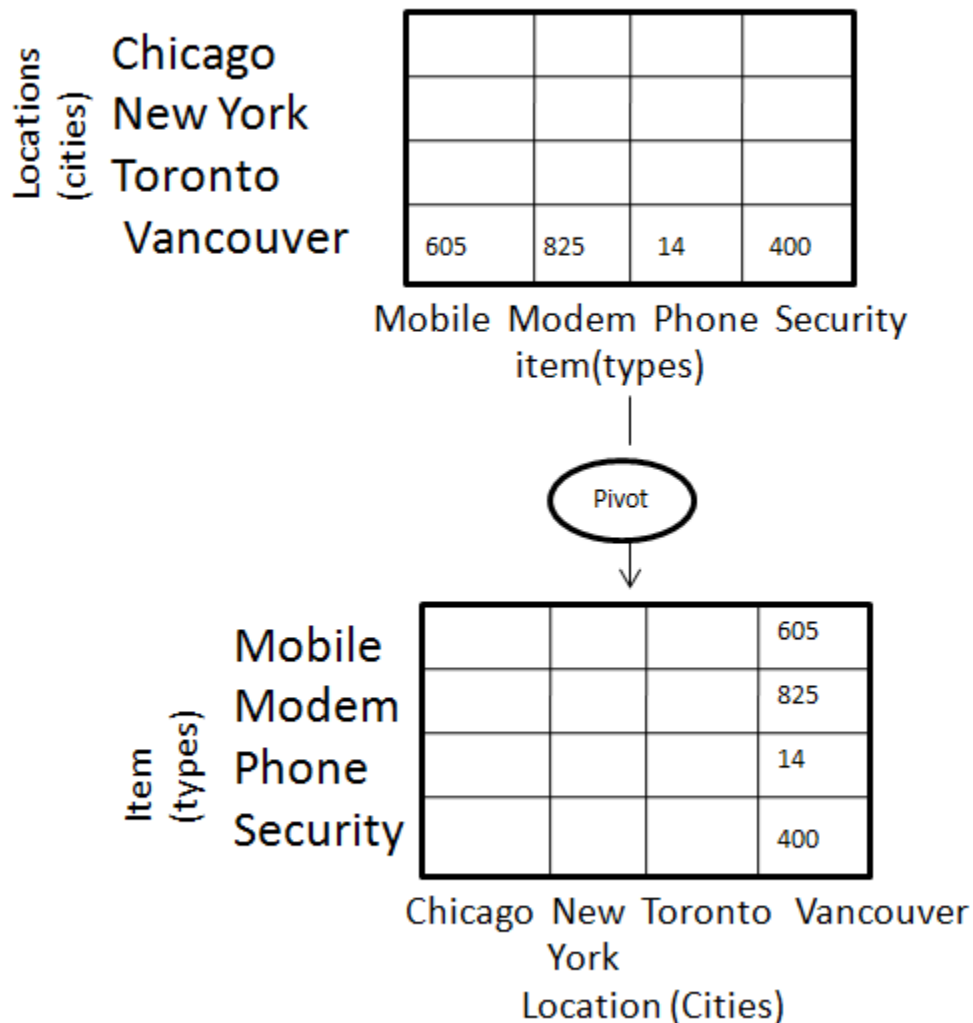 Locations
(cities)
Chicago
New York
Toronto
Vancouver
605 825 14 400
Mobile Modem Phone Security
item(types)
Pivot
Item
(types)
Mobile
605
Modem
825
Phone
14
Security
400
Chicago New Toronto Vancouver
York
Location (Cities)